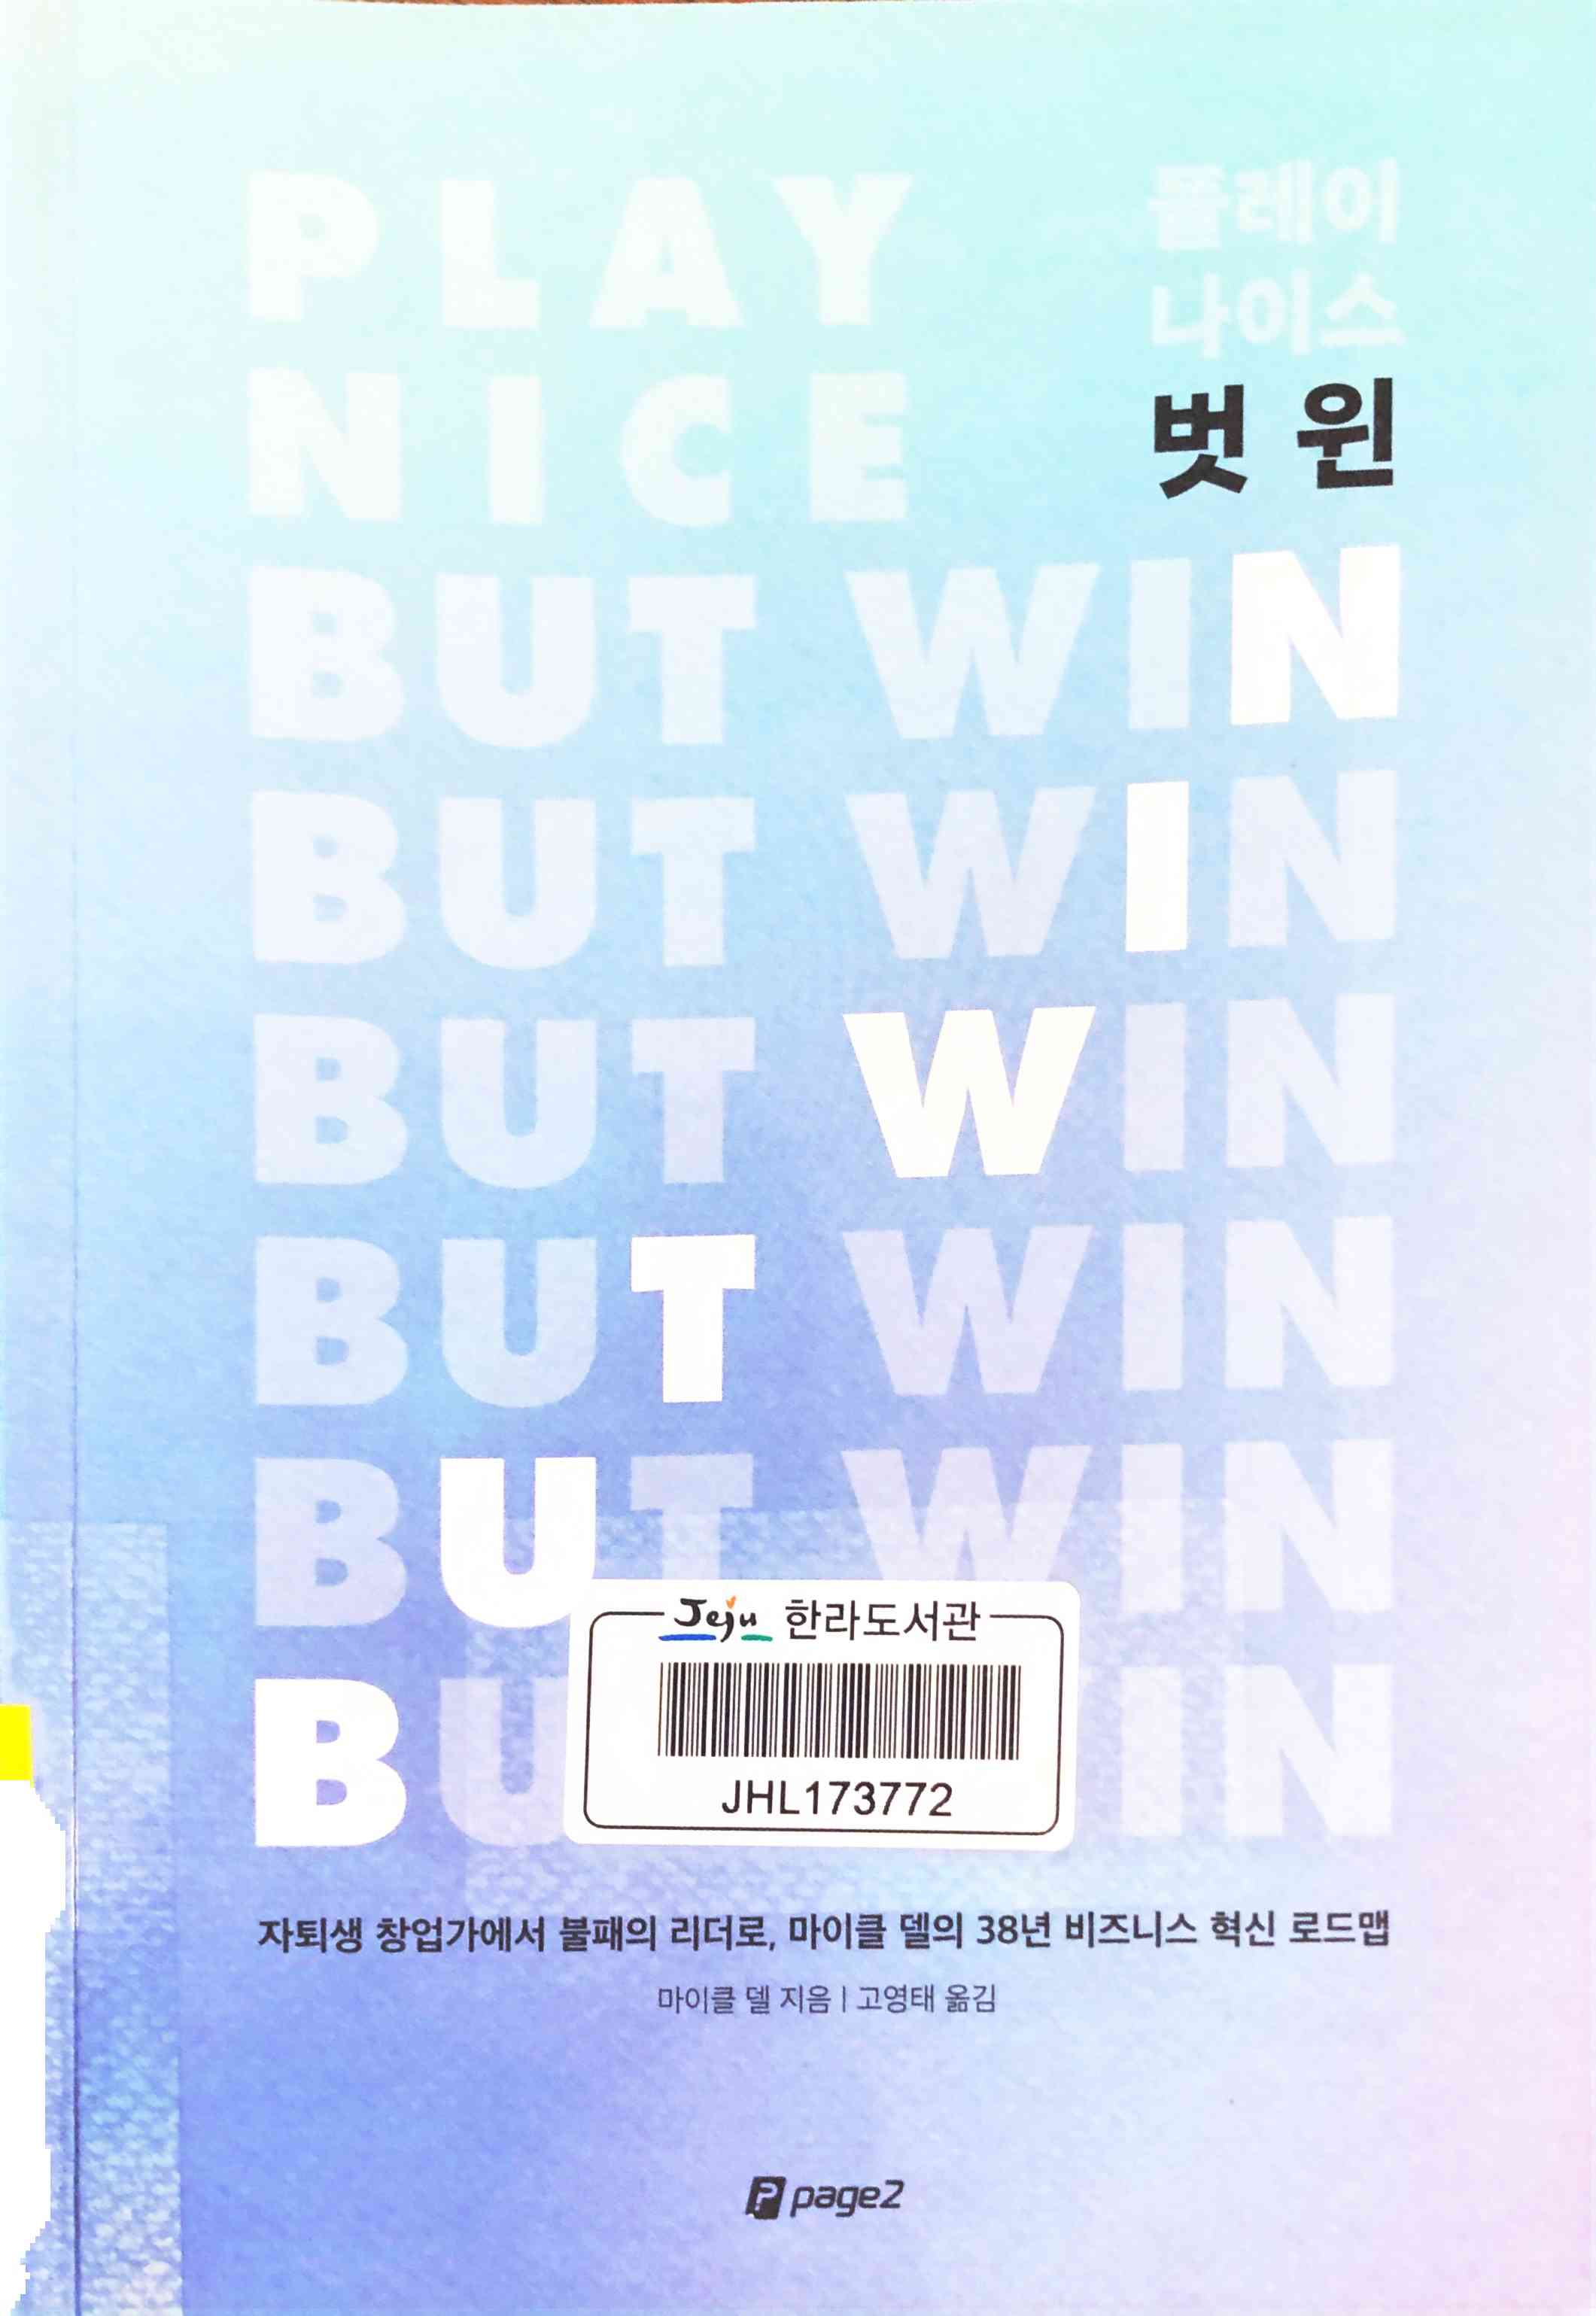 PLAY
플레이
NICE
나이스
벗 윈
BUT WIN
BUT WIN
BUT WIN
BUT WIN
BUT WIN
BU IN
Jeju 한라도서관
JHL173772
자퇴생 창업가에서 불패의 리더로, 마이클 델의 38년 비즈니스 혁신 로드맵
마이클 델 지음 | 고영태 옮김
page2